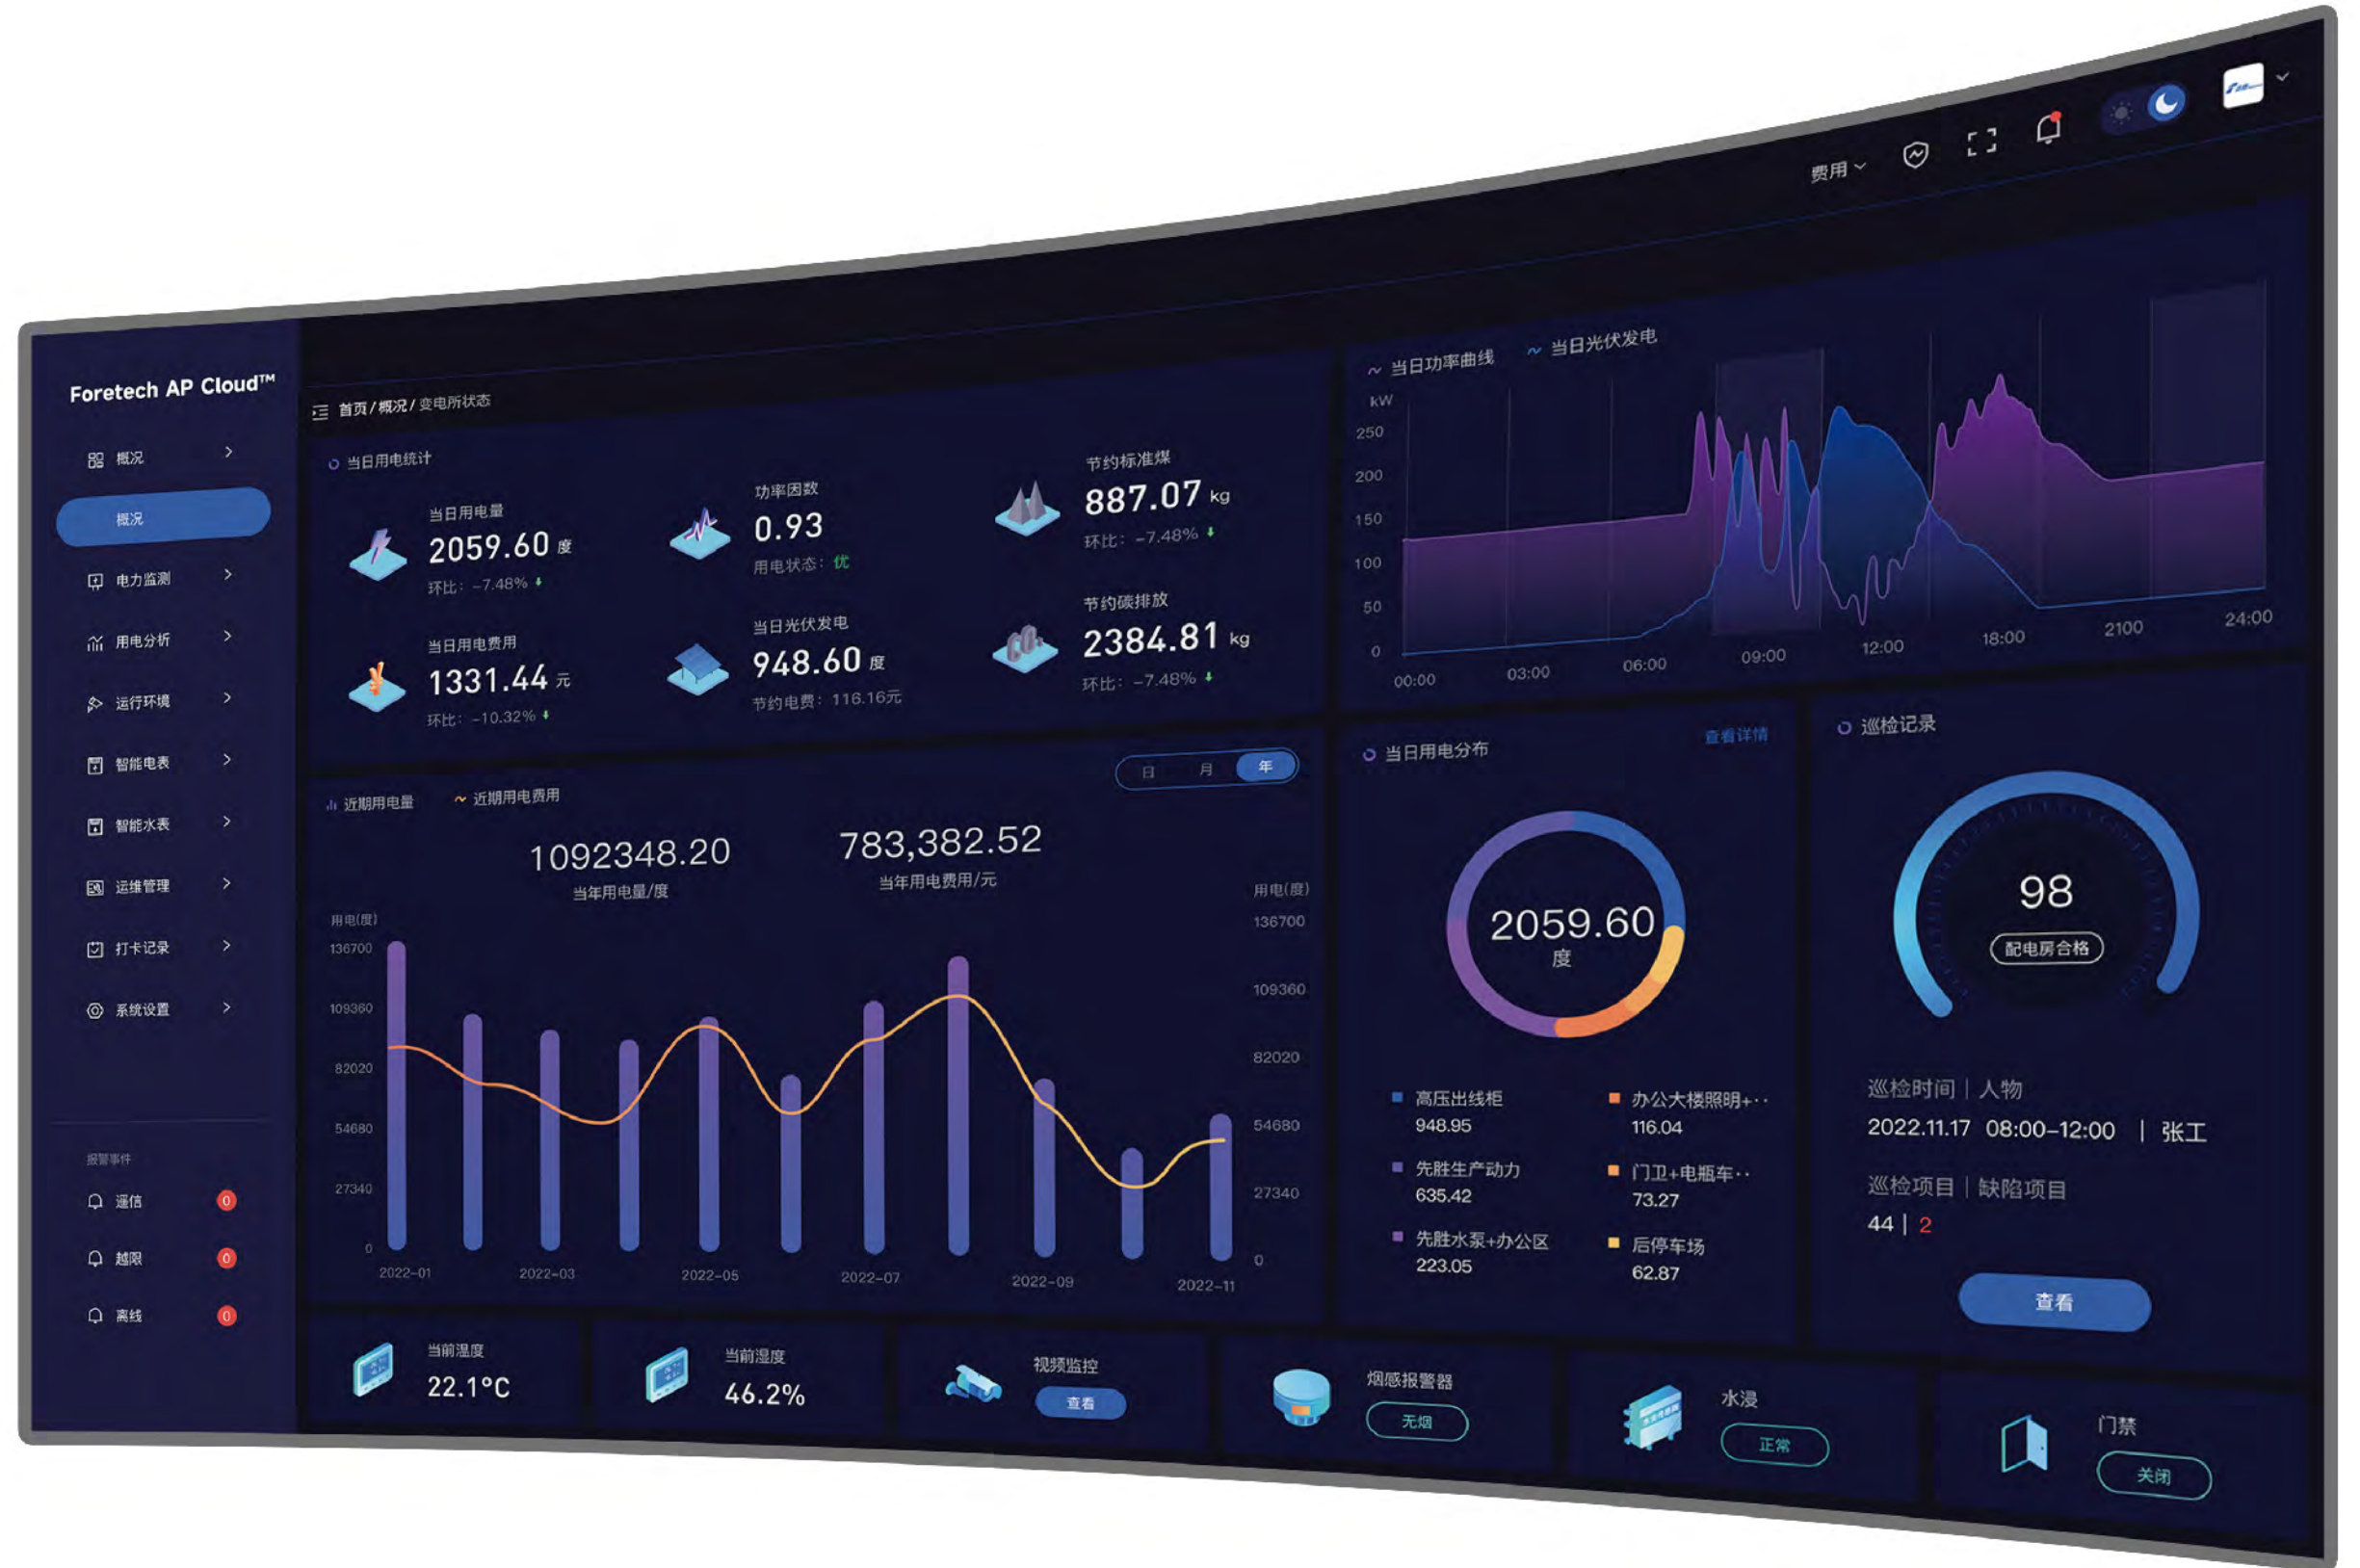 费用
Foretech AP Cloud™
概况
概况
电力监测
用电分析
运行环境
智能电表
智能水表
运维管理
打卡记录
系统设置
报警事件
遥信 0
越限 0
离线 0
首页/概况/变电所状态
当日用电统计
当日用电量
2059.60 度
环比：-7.48%
功率因数
0.93
用电状态：优
节约标准煤
887.07 kg
环比：-7.48%
当日用电费用
1331.44 元
环比：-10.32%
当日光伏发电
948.60 度
节约电费：116.16元
节约碳排放
2384.81 kg
环比：-7.48%
当日功率曲线 当日光伏发电
kW
250
200
150
100
50
0
00:00 03:00 06:00 09:00 12:00 18:00 2100 24:00
近期用电量 近期用电费用
日 月 年
1092348.20
当年用电量/度
783,382.52
当年用电费用/元
用电(度)
136700
109360
82020
54680
27340
0
用电(度)
136700
109360
82020
54680
27340
0
2022-01 2022-03 2022-05 2022-07 2022-09 2022-11
当日用电分布 查看详情
2059.60
度
高压出线柜
948.95
先胜生产动力
635.42
先胜水泵+办公区
223.05
办公大楼照明+··
116.04
门卫+电瓶车··
73.27
后停车场
62.87
巡检记录
98
配电房合格
巡检时间｜人物
2022.11.17 08:00-12:00 ｜ 张工
巡检项目｜缺陷项目
44｜2
查看
当前温度
22.1°C
当前湿度
46.2%
视频监控
查看
烟感报警器
无烟
水浸
正常
门禁
关闭